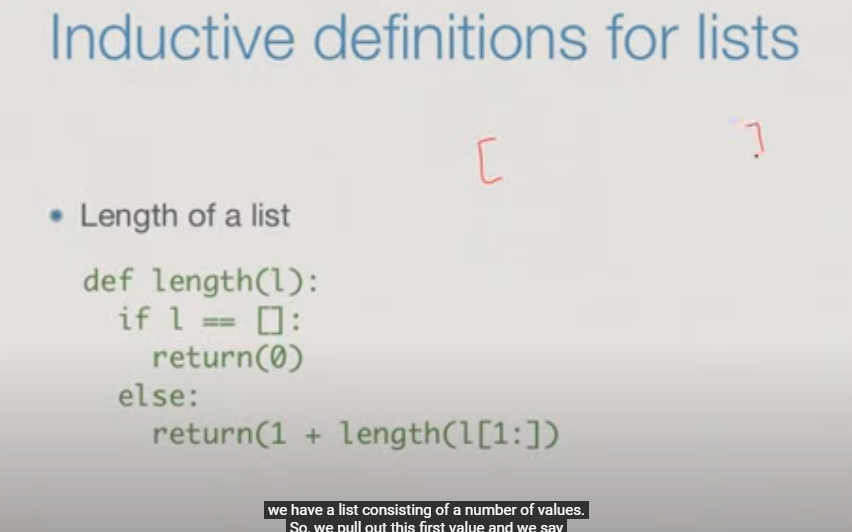 Inductive definitions for lists
[ ]
• Length of a list
def length(l):
if l == []:
return(0)
else:
return(1 + length(l[1:])
we have a list consisting of a number of values.
So, we pull out this first value and we say